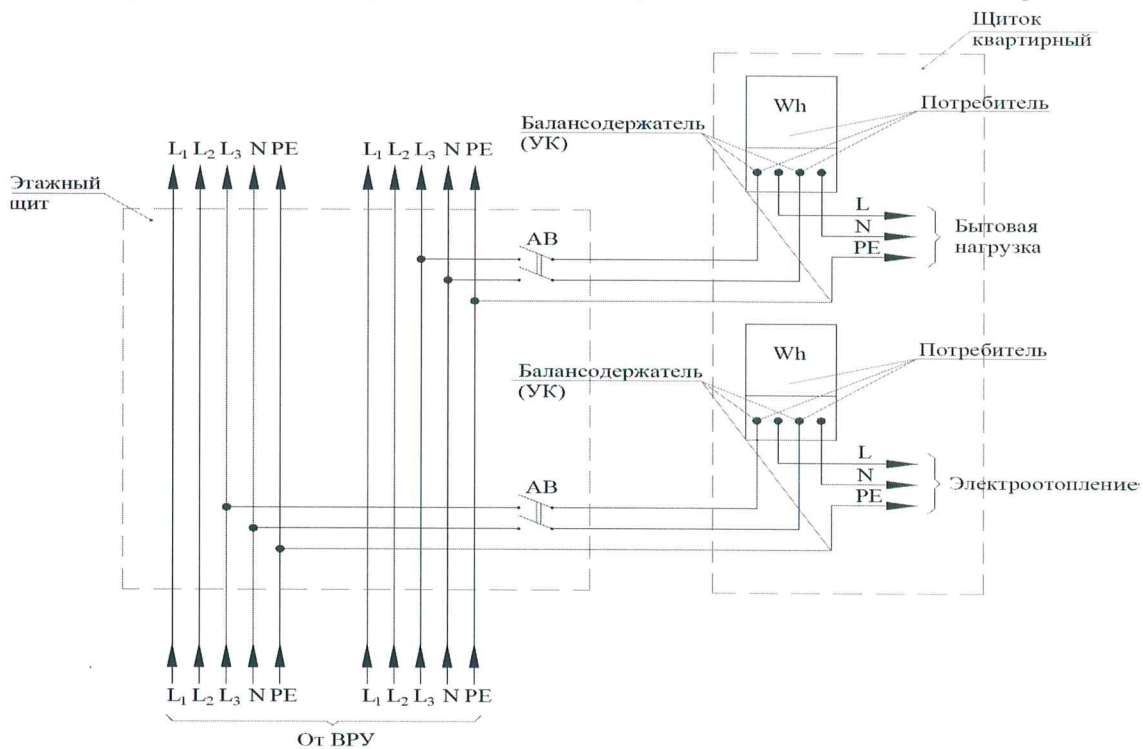 Щиток
квартирный
Wh
Потребитель
Балансодержатель
(УК)
L₁ L₂ L₃ N PE
L₁ L₂ L₃ N PE
Этажный
щит
АВ
L
N
PE
Бытовая
нагрузка
Wh
Потребитель
Балансодержатель
(УК)
АВ
L
N
PE
Электроотопление
L₁ L₂ L₃ N PE
L₁ L₂ L₃ N PE
От ВРУ